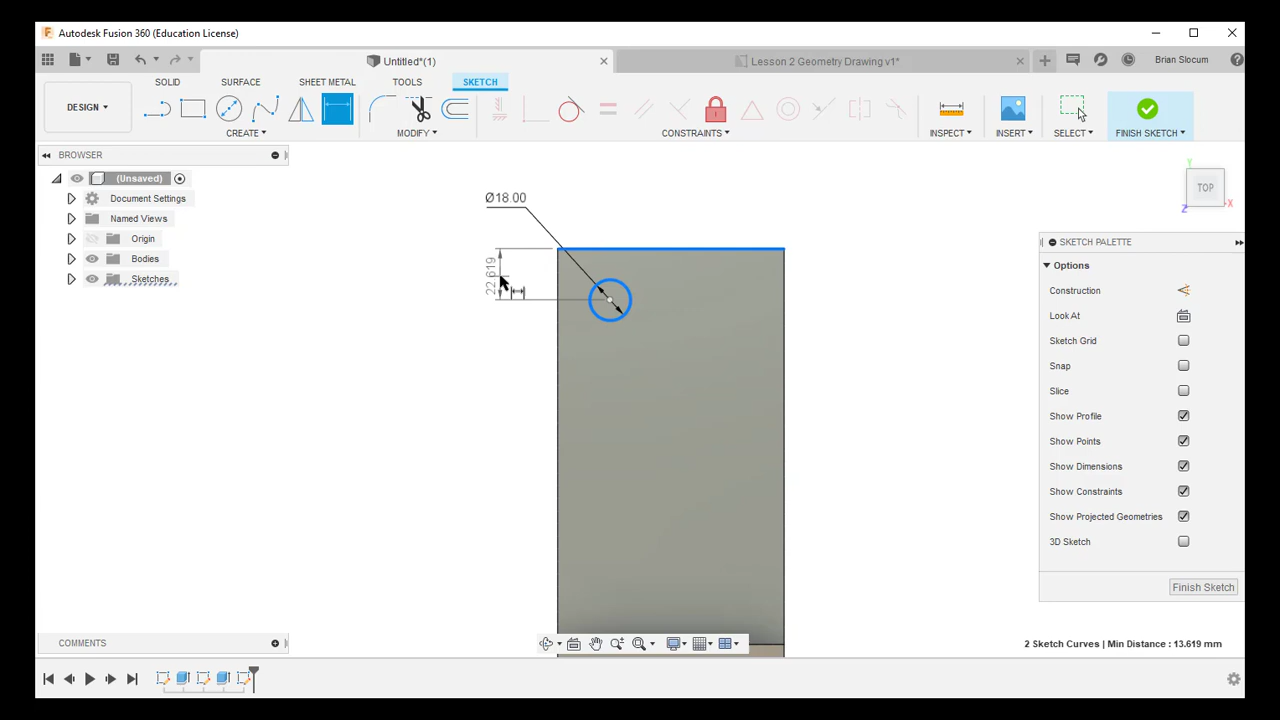 Autodesk Fusion 360 (Education License)
Untitled*(1)
Lesson 2 Geometry Drawing v1*
Brian Slocum
DESIGN
SOLID
SURFACE
SHEET METAL
TOOLS
SKETCH
CREATE
MODIFY
CONSTRAINTS
INSPECT
INSERT
SELECT
FINISH SKETCH
BROWSER
(Unsaved)
Document Settings
Named Views
Origin
Bodies
Sketches
Ø18.00
22.619
Y
TOP
Z
X
SKETCH PALETTE
Options
Construction
Look At
Sketch Grid
Snap
Slice
Show Profile
Show Points
Show Dimensions
Show Constraints
Show Projected Geometries
3D Sketch
Finish Sketch
COMMENTS
2 Sketch Curves | Min Distance : 13.619 mm